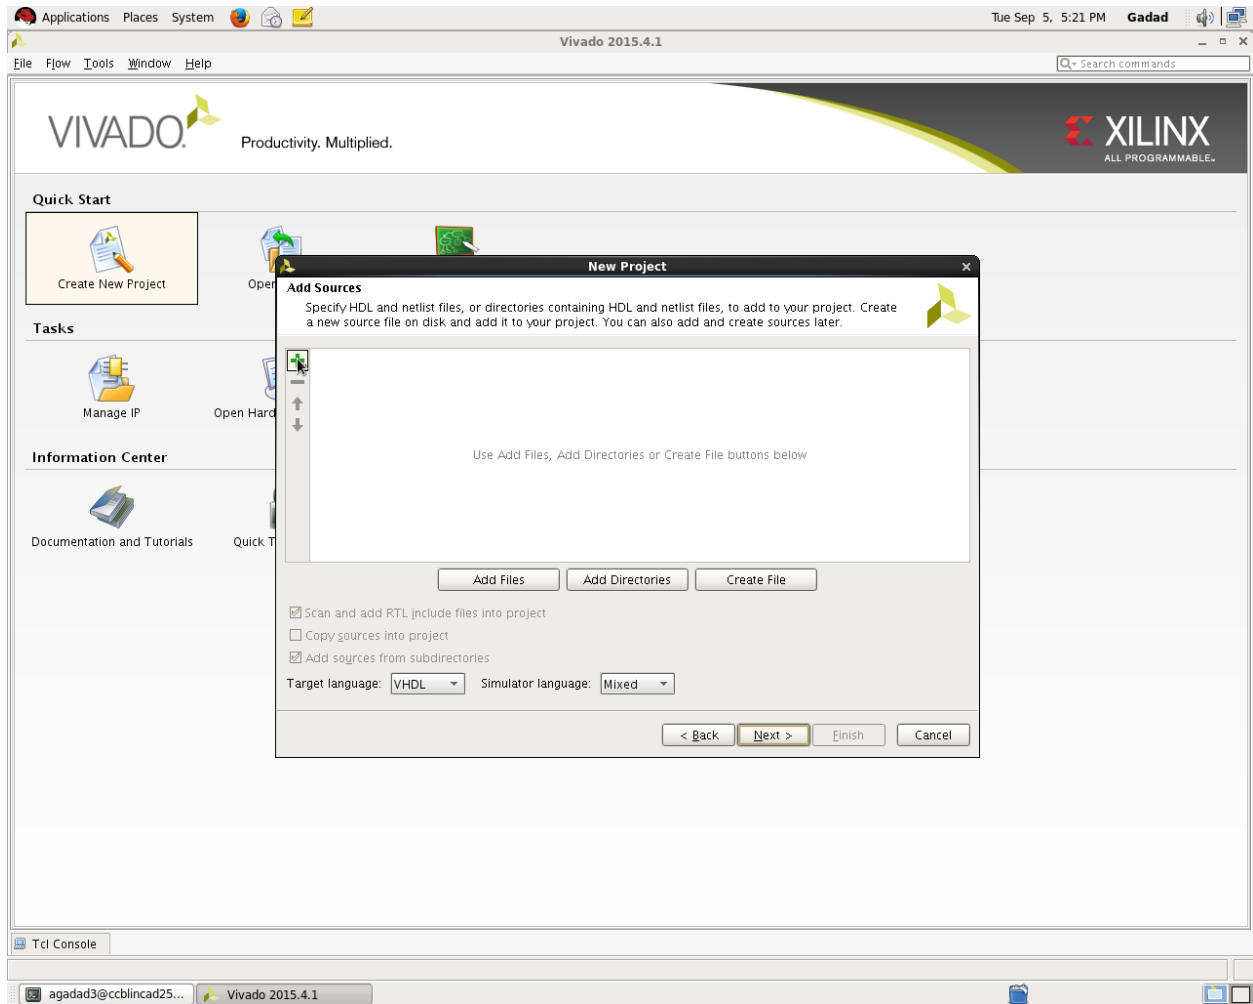 Applications Places System
Tue Sep 5, 5:21 PM Gadad
Vivado 2015.4.1
File Flow Tools Window Help
Search commands
VIVADO. Productivity. Multiplied.
XILINX
ALL PROGRAMMABLE.
Quick Start
Create New Project
Open
New Project
Add Sources
Specify HDL and netlist files, or directories containing HDL and netlist files, to add to your project. Create
a new source file on disk and add it to your project. You can also add and create sources later.
Use Add Files, Add Directories or Create File buttons below
Add Files Add Directories Create File
Scan and add RTL include files into project
Copy sources into project
Add sources from subdirectories
Target language: VHDL Simulator language: Mixed
< Back Next > Finish Cancel
Tasks
Manage IP
Open Hard
Information Center
Documentation and Tutorials
Quick T
Tcl Console
agadad3@ccblincad25...
Vivado 2015.4.1